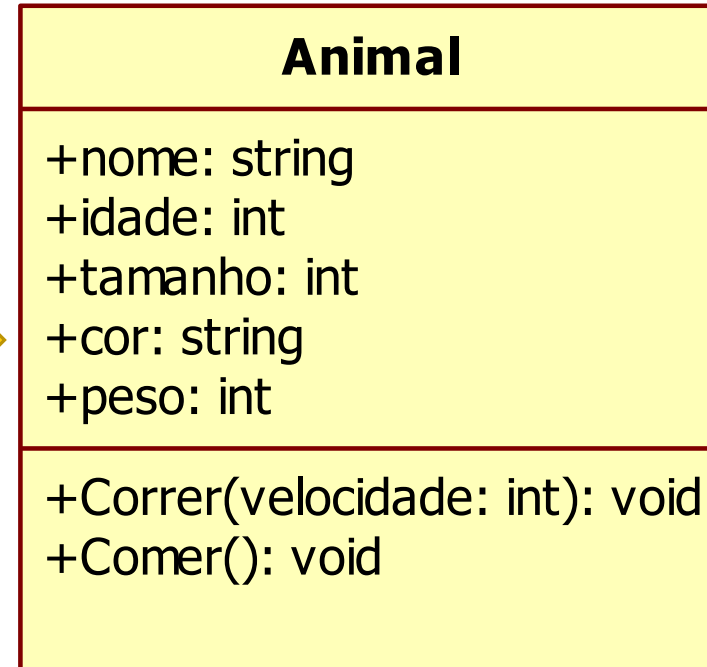 Animal
+nome: string
+idade: int
+tamanho: int
+cor: string
+peso: int
+Correr(velocidade: int): void
+Comer(): void